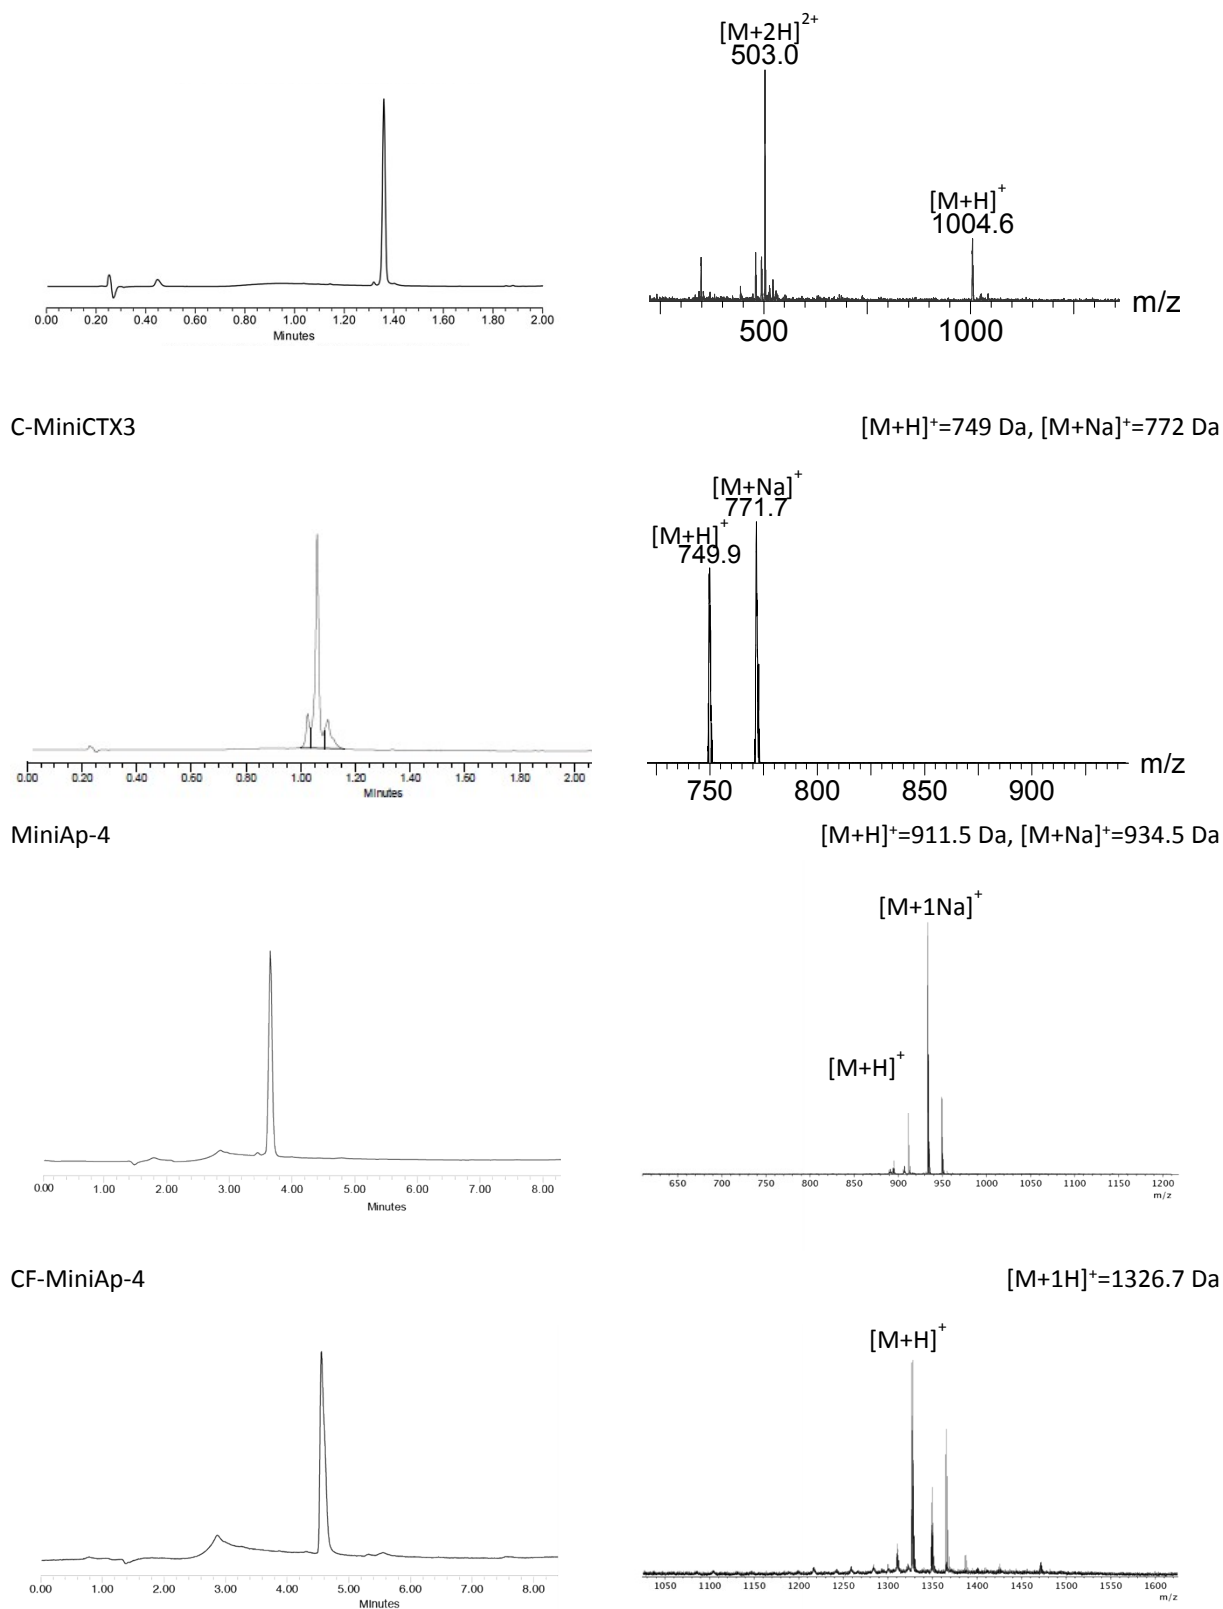 [M+2H]2+
503.0
[M+H]+
1004.6
0.00 0.20 0.40 0.60 0.80 1.00 1.20 1.40 1.60 1.80 2.00
Minutes
500 1000 m/z
C-MiniCTX3 [M+H]+=749 Da, [M+Na]+=772 Da
[M+Na]+
771.7
[M+H]+
749.9
0.00 0.20 0.40 0.60 0.80 1.00 1.20 1.40 1.60 1.80 2.00
Minutes
750 800 850 900 m/z
MiniAp-4 [M+H]+=911.5 Da, [M+Na]+=934.5 Da
[M+1Na]+
[M+H]+
0.00 1.00 2.00 3.00 4.00 5.00 6.00 7.00 8.00
Minutes
650 700 750 800 850 900 950 1000 1050 1100 1150 1200
m/z
CF-MiniAp-4 [M+1H]+=1326.7 Da
[M+H]+
0.00 1.00 2.00 3.00 4.00 5.00 6.00 7.00 8.00
Minutes
1050 1100 1150 1200 1250 1300 1350 1400 1450 1500 1550 1600
m/z